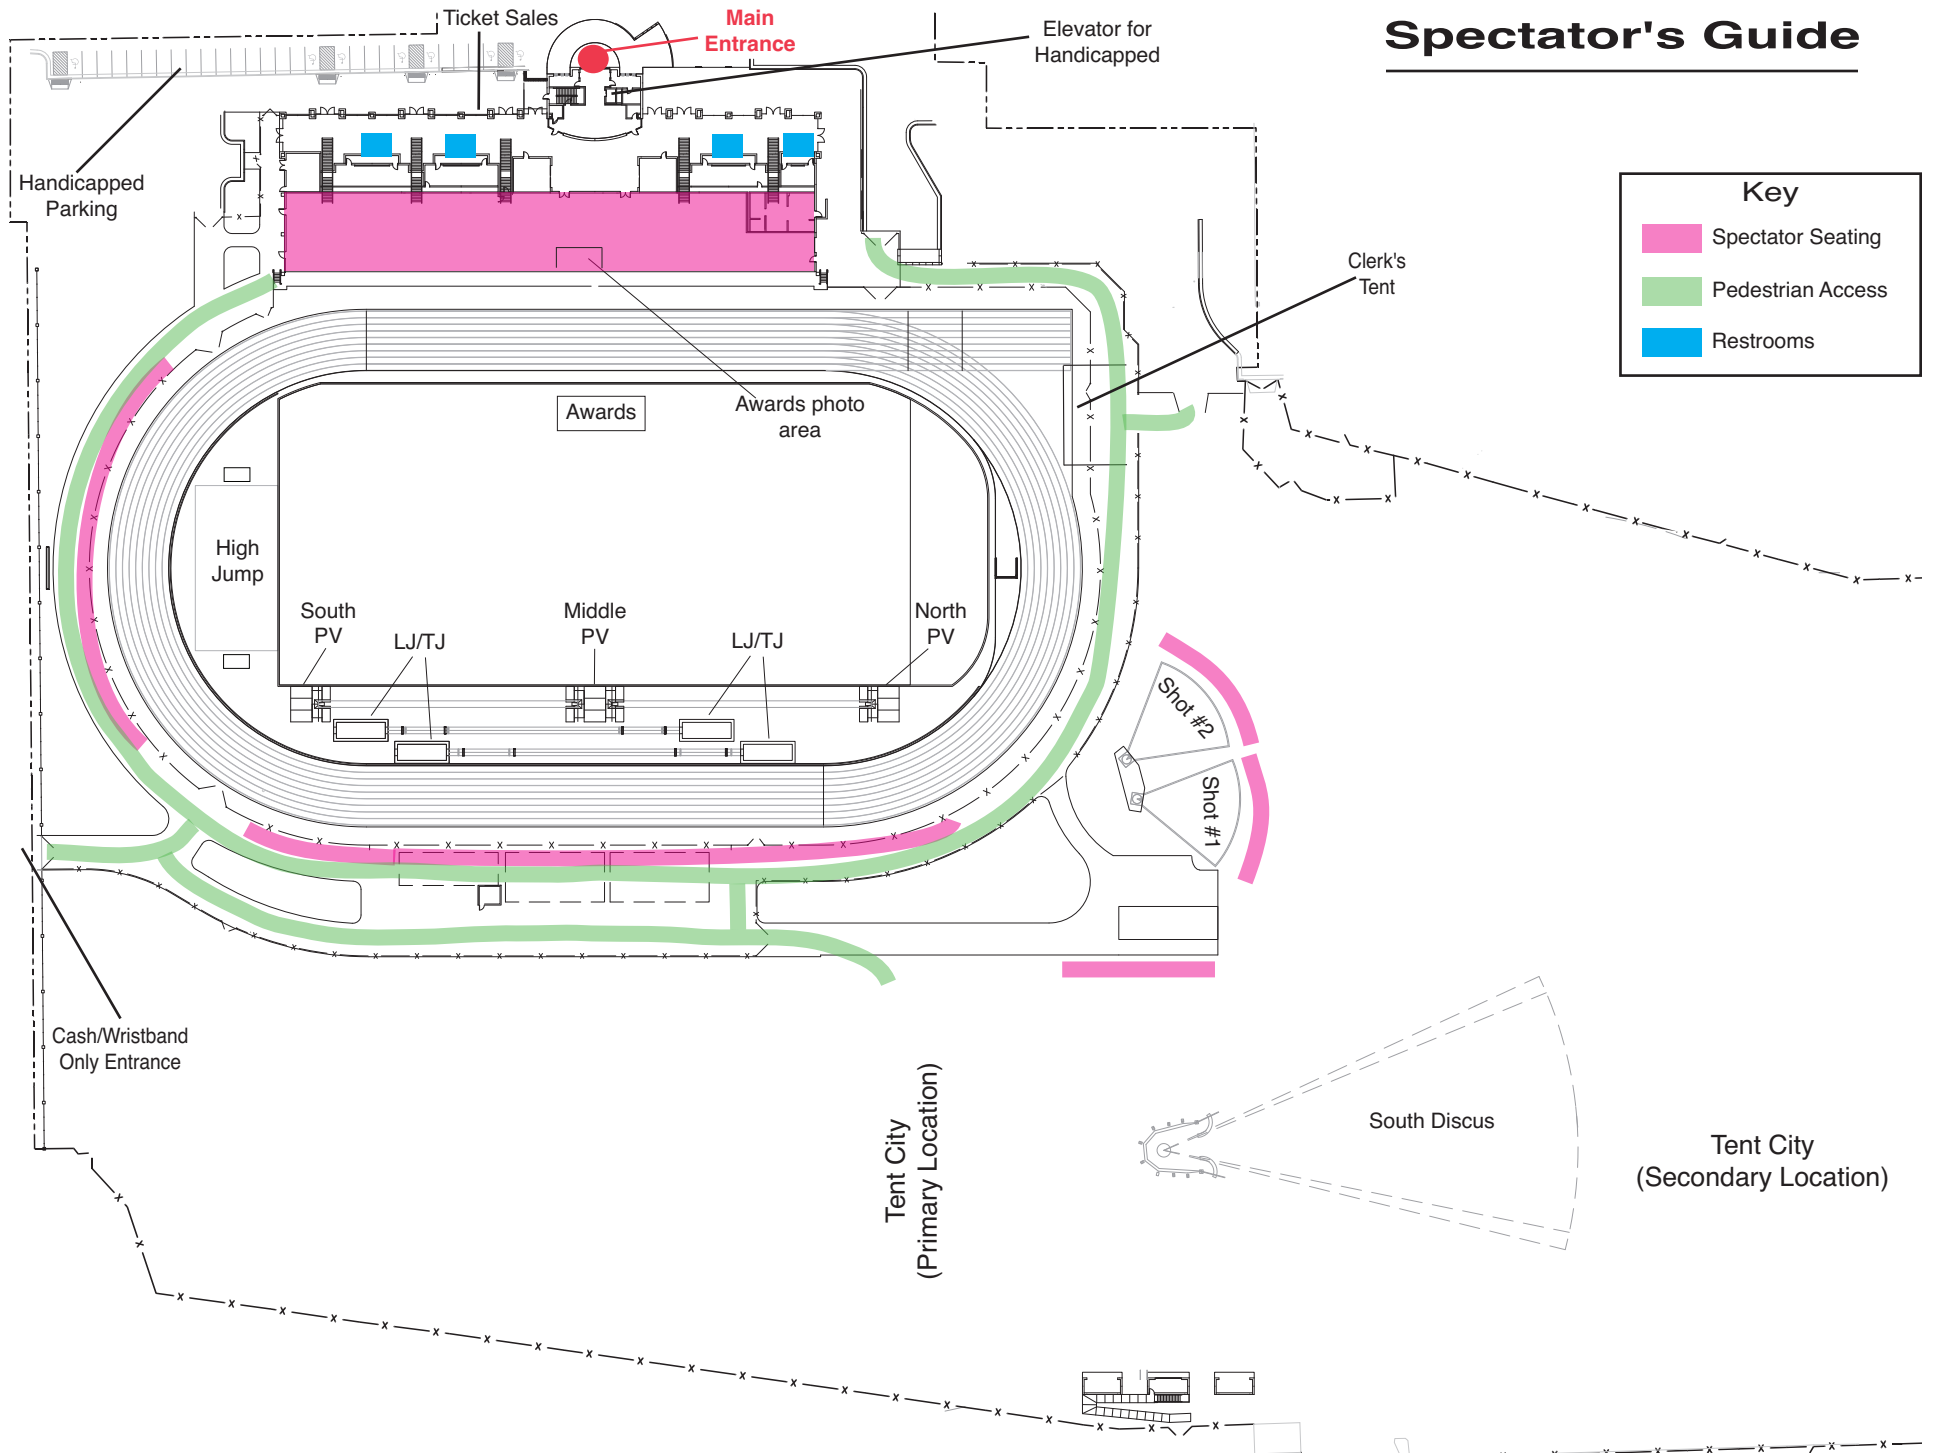 Spectator's Guide
Ticket Sales
Main
Entrance
Elevator for
Handicapped
Handicapped
Parking
Key
Spectator Seating
Pedestrian Access
Restrooms
Clerk's
Tent
Awards
Awards photo
area
High
Jump
South
PV
LJ/TJ
Middle
PV
LJ/TJ
North
PV
Shot #2
Shot #1
Cash/Wristband
Only Entrance
Tent City
(Primary Location)
South Discus
Tent City
(Secondary Location)